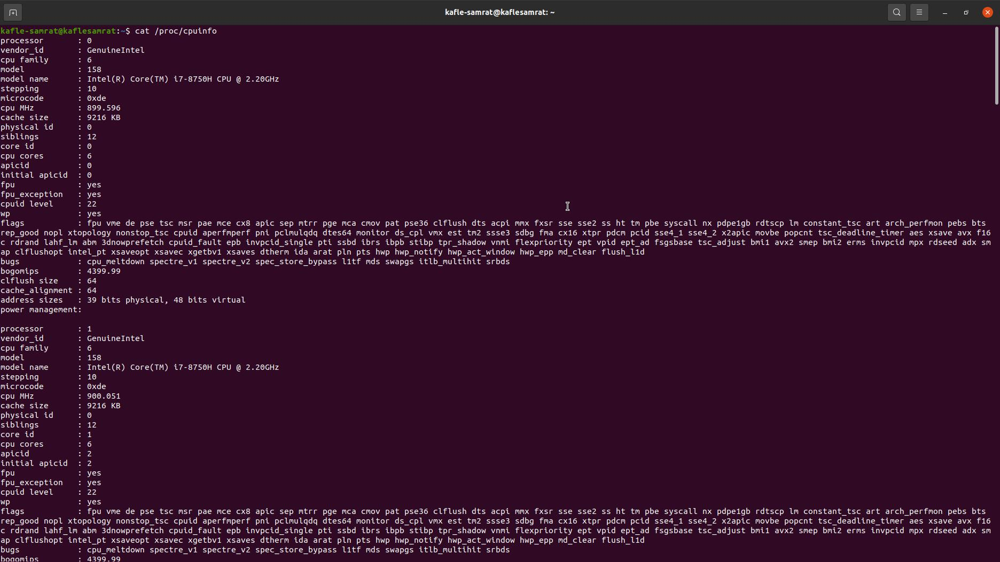 kafle-samrat@kaflesamrat: ~
kafle-samrat@kaflesamrat:~$ cat /proc/cpuinfo
processor	: 0
vendor_id	: GenuineIntel
cpu family	: 6
model		: 158
model name	: Intel(R) Core(TM) i7-8750H CPU @ 2.20GHz
stepping	: 10
microcode	: 0xde
cpu MHz		: 899.596
cache size	: 9216 KB
physical id	: 0
siblings	: 12
core id		: 0
cpu cores	: 6
apicid		: 0
initial apicid	: 0
fpu		: yes
fpu_exception	: yes
cpuid level	: 22
wp		: yes
flags		: fpu vme de pse tsc msr pae mce cx8 apic sep mtrr pge mca cmov pat pse36 clflush dts acpi mmx fxsr sse sse2 ss ht tm pbe syscall nx pdpe1gb rdtscp lm constant_tsc art arch_perfmon pebs bts
rep_good nopl xtopology nonstop_tsc cpuid aperfmperf pni pclmulqdq dtes64 monitor ds_cpl vmx est tm2 ssse3 sdbg fma cx16 xtpr pdcm pcid sse4_1 sse4_2 x2apic movbe popcnt tsc_deadline_timer aes xsave avx f16
c rdrand lahf_lm abm 3dnowprefetch cpuid_fault epb invpcid_single pti ssbd ibrs ibpb stibp tpr_shadow vnmi flexpriority ept vpid ept_ad fsgsbase tsc_adjust bmi1 avx2 smep bmi2 erms invpcid mpx rdseed adx sm
ap clflushopt intel_pt xsaveopt xsavec xgetbv1 xsaves dtherm ida arat pln pts hwp hwp_notify hwp_act_window hwp_epp md_clear flush_l1d
bugs		: cpu_meltdown spectre_v1 spectre_v2 spec_store_bypass l1tf mds swapgs itlb_multihit srbds
bogomips	: 4399.99
clflush size	: 64
cache_alignment	: 64
address sizes	: 39 bits physical, 48 bits virtual
power management:
processor	: 1
vendor_id	: GenuineIntel
cpu family	: 6
model		: 158
model name	: Intel(R) Core(TM) i7-8750H CPU @ 2.20GHz
stepping	: 10
microcode	: 0xde
cpu MHz		: 900.051
cache size	: 9216 KB
physical id	: 0
siblings	: 12
core id		: 1
cpu cores	: 6
apicid		: 2
initial apicid	: 2
fpu		: yes
fpu_exception	: yes
cpuid level	: 22
wp		: yes
flags		: fpu vme de pse tsc msr pae mce cx8 apic sep mtrr pge mca cmov pat pse36 clflush dts acpi mmx fxsr sse sse2 ss ht tm pbe syscall nx pdpe1gb rdtscp lm constant_tsc art arch_perfmon pebs bts
rep_good nopl xtopology nonstop_tsc cpuid aperfmperf pni pclmulqdq dtes64 monitor ds_cpl vmx est tm2 ssse3 sdbg fma cx16 xtpr pdcm pcid sse4_1 sse4_2 x2apic movbe popcnt tsc_deadline_timer aes xsave avx f16
c rdrand lahf_lm abm 3dnowprefetch cpuid_fault epb invpcid_single pti ssbd ibrs ibpb stibp tpr_shadow vnmi flexpriority ept vpid ept_ad fsgsbase tsc_adjust bmi1 avx2 smep bmi2 erms invpcid mpx rdseed adx sm
ap clflushopt intel_pt xsaveopt xsavec xgetbv1 xsaves dtherm ida arat pln pts hwp hwp_notify hwp_act_window hwp_epp md_clear flush_l1d
bugs		: cpu_meltdown spectre_v1 spectre_v2 spec_store_bypass l1tf mds swapgs itlb_multihit srbds
bogomips	: 4399.99